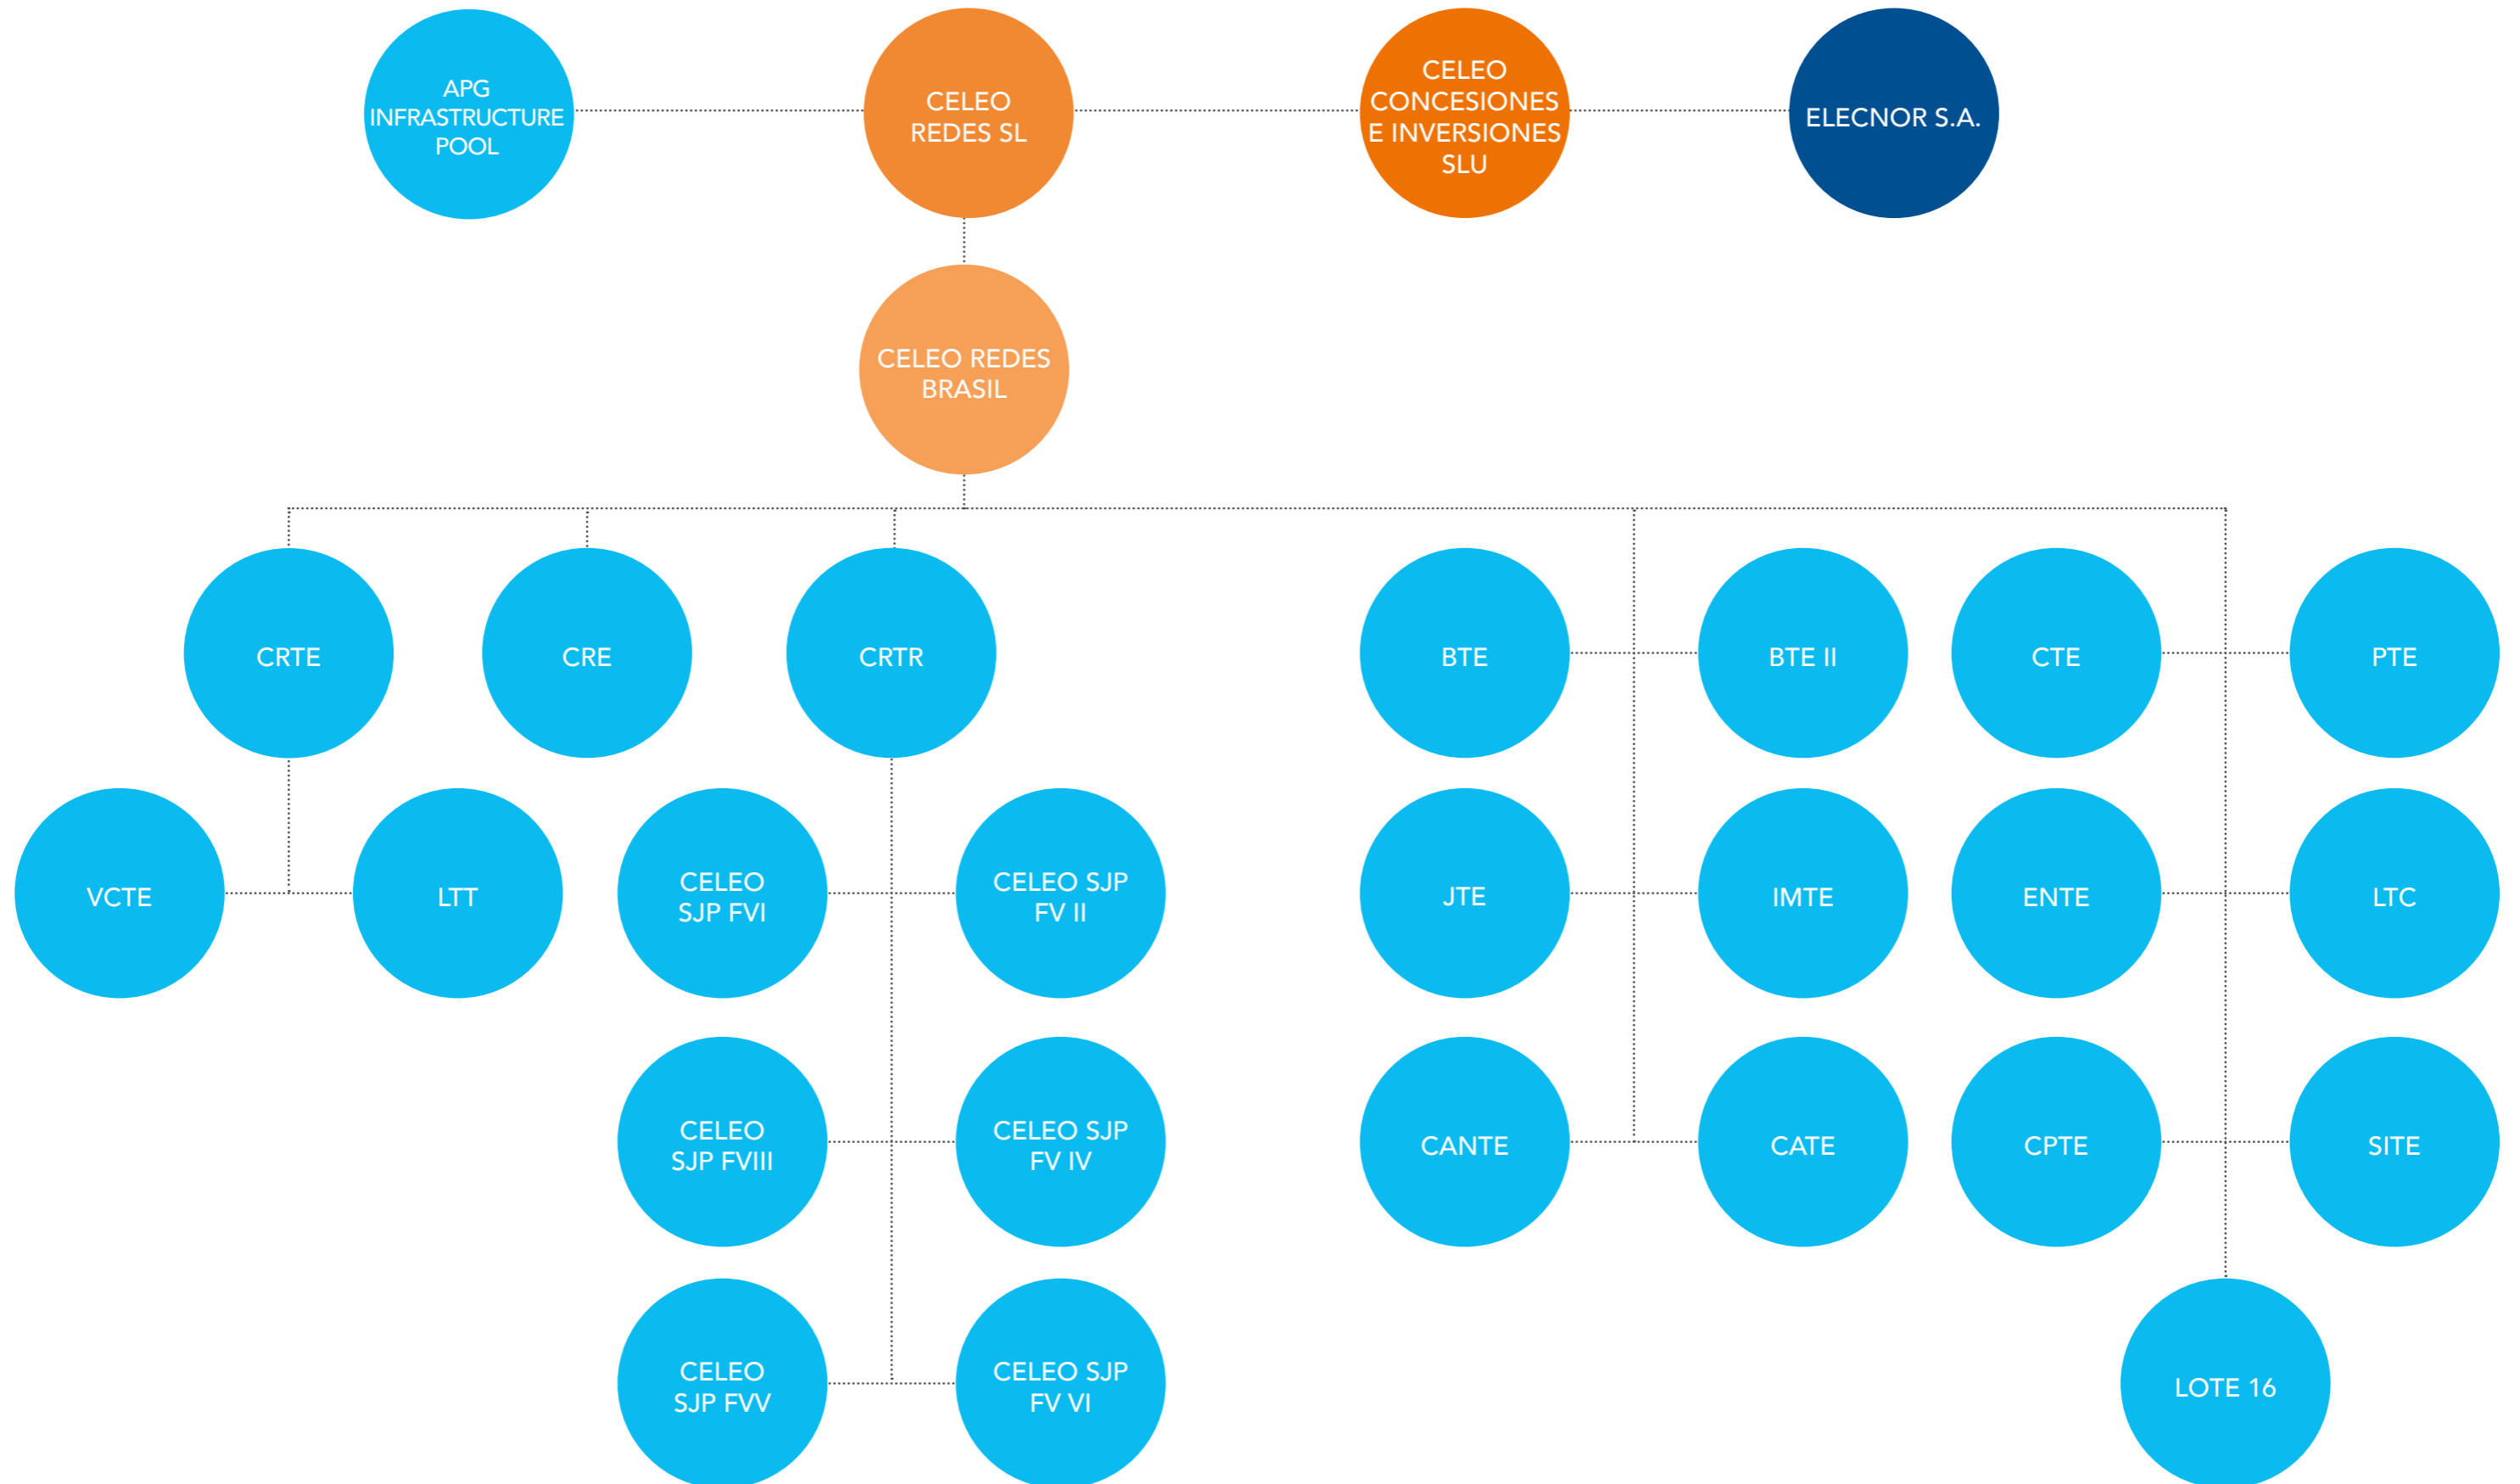 APG
INFRASTRUCTURE
POOL
CELEO
REDES SL
CELEO
CONCESIONES
E INVERSIONES
SLU
ELECNOR S.A.
CELEO REDES
BRASIL
CRTE
CRE
CRTR
BTE
BTE II
CTE
PTE
VCTE
LTT
CELEO
SJP FVI
CELEO SJP
FV II
JTE
IMTE
ENTE
LTC
CELEO
SJP FVIII
CELEO SJP
FV IV
CANTE
CATE
CPTE
SITE
CELEO
SJP FVV
CELEO SJP
FV VI
LOTE 16